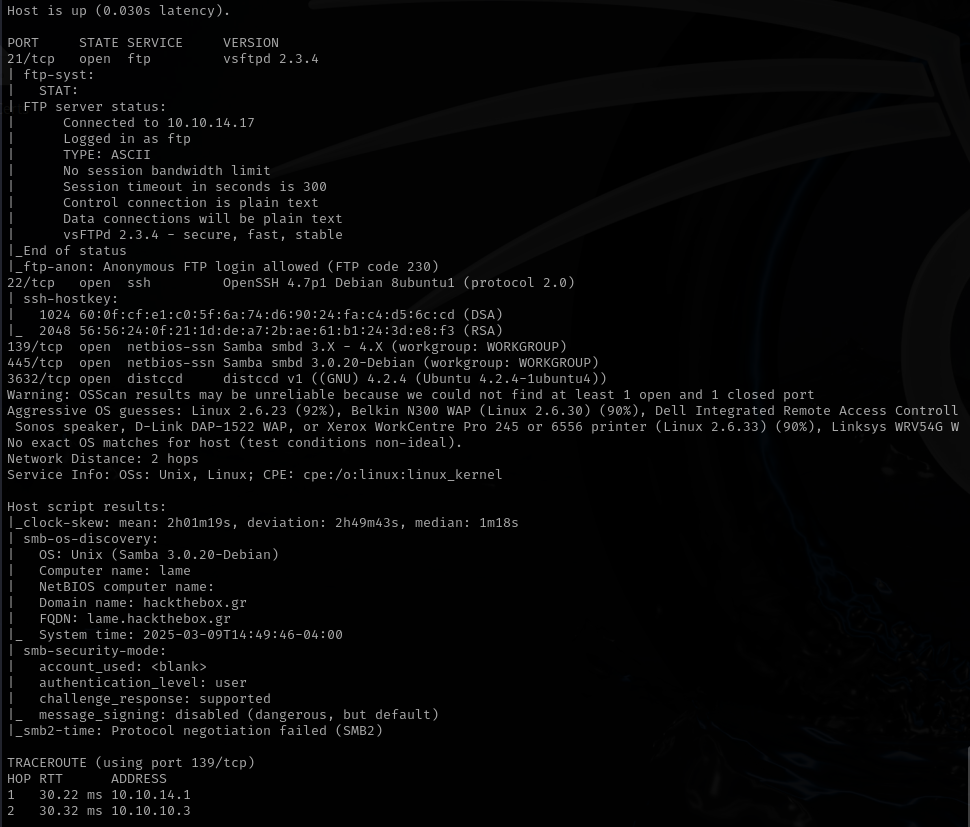 Host is up (0.030s latency).
PORT     STATE SERVICE     VERSION
21/tcp   open  ftp         vsftpd 2.3.4
| ftp-syst:
|   STAT:
| FTP server status:
|      Connected to 10.10.14.17
|      Logged in as ftp
|      TYPE: ASCII
|      No session bandwidth limit
|      Session timeout in seconds is 300
|      Control connection is plain text
|      Data connections will be plain text
|      vsFTPd 2.3.4 - secure, fast, stable
|_End of status
|_ftp-anon: Anonymous FTP login allowed (FTP code 230)
22/tcp   open  ssh         OpenSSH 4.7p1 Debian 8ubuntu1 (protocol 2.0)
| ssh-hostkey:
|   1024 60:0f:cf:e1:c0:5f:6a:74:d6:90:24:fa:c4:d5:6c:cd (DSA)
|_  2048 56:56:24:0f:21:1d:de:a7:2b:ae:61:b1:24:3d:e8:f3 (RSA)
139/tcp  open  netbios-ssn Samba smbd 3.X - 4.X (workgroup: WORKGROUP)
445/tcp  open  netbios-ssn Samba smbd 3.0.20-Debian (workgroup: WORKGROUP)
3632/tcp open  distccd     distccd v1 ((GNU) 4.2.4 (Ubuntu 4.2.4-1ubuntu4))
Warning: OSScan results may be unreliable because we could not find at least 1 open and 1 closed port
Aggressive OS guesses: Linux 2.6.23 (92%), Belkin N300 WAP (Linux 2.6.30) (90%), Dell Integrated Remote Access Controll
 Sonos speaker, D-Link DAP-1522 WAP, or Xerox WorkCentre Pro 245 or 6556 printer (Linux 2.6.33) (90%), Linksys WRV54G W
No exact OS matches for host (test conditions non-ideal).
Network Distance: 2 hops
Service Info: OSs: Unix, Linux; CPE: cpe:/o:linux:linux_kernel
Host script results:
|_clock-skew: mean: 2h01m19s, deviation: 2h49m43s, median: 1m18s
| smb-os-discovery:
|   OS: Unix (Samba 3.0.20-Debian)
|   Computer name: lame
|   NetBIOS computer name:
|   Domain name: hackthebox.gr
|   FQDN: lame.hackthebox.gr
|_  System time: 2025-03-09T14:49:46-04:00
| smb-security-mode:
|   account_used: <blank>
|   authentication_level: user
|   challenge_response: supported
|_  message_signing: disabled (dangerous, but default)
|_smb2-time: Protocol negotiation failed (SMB2)
TRACEROUTE (using port 139/tcp)
HOP RTT      ADDRESS
1   30.22 ms 10.10.14.1
2   30.32 ms 10.10.10.3